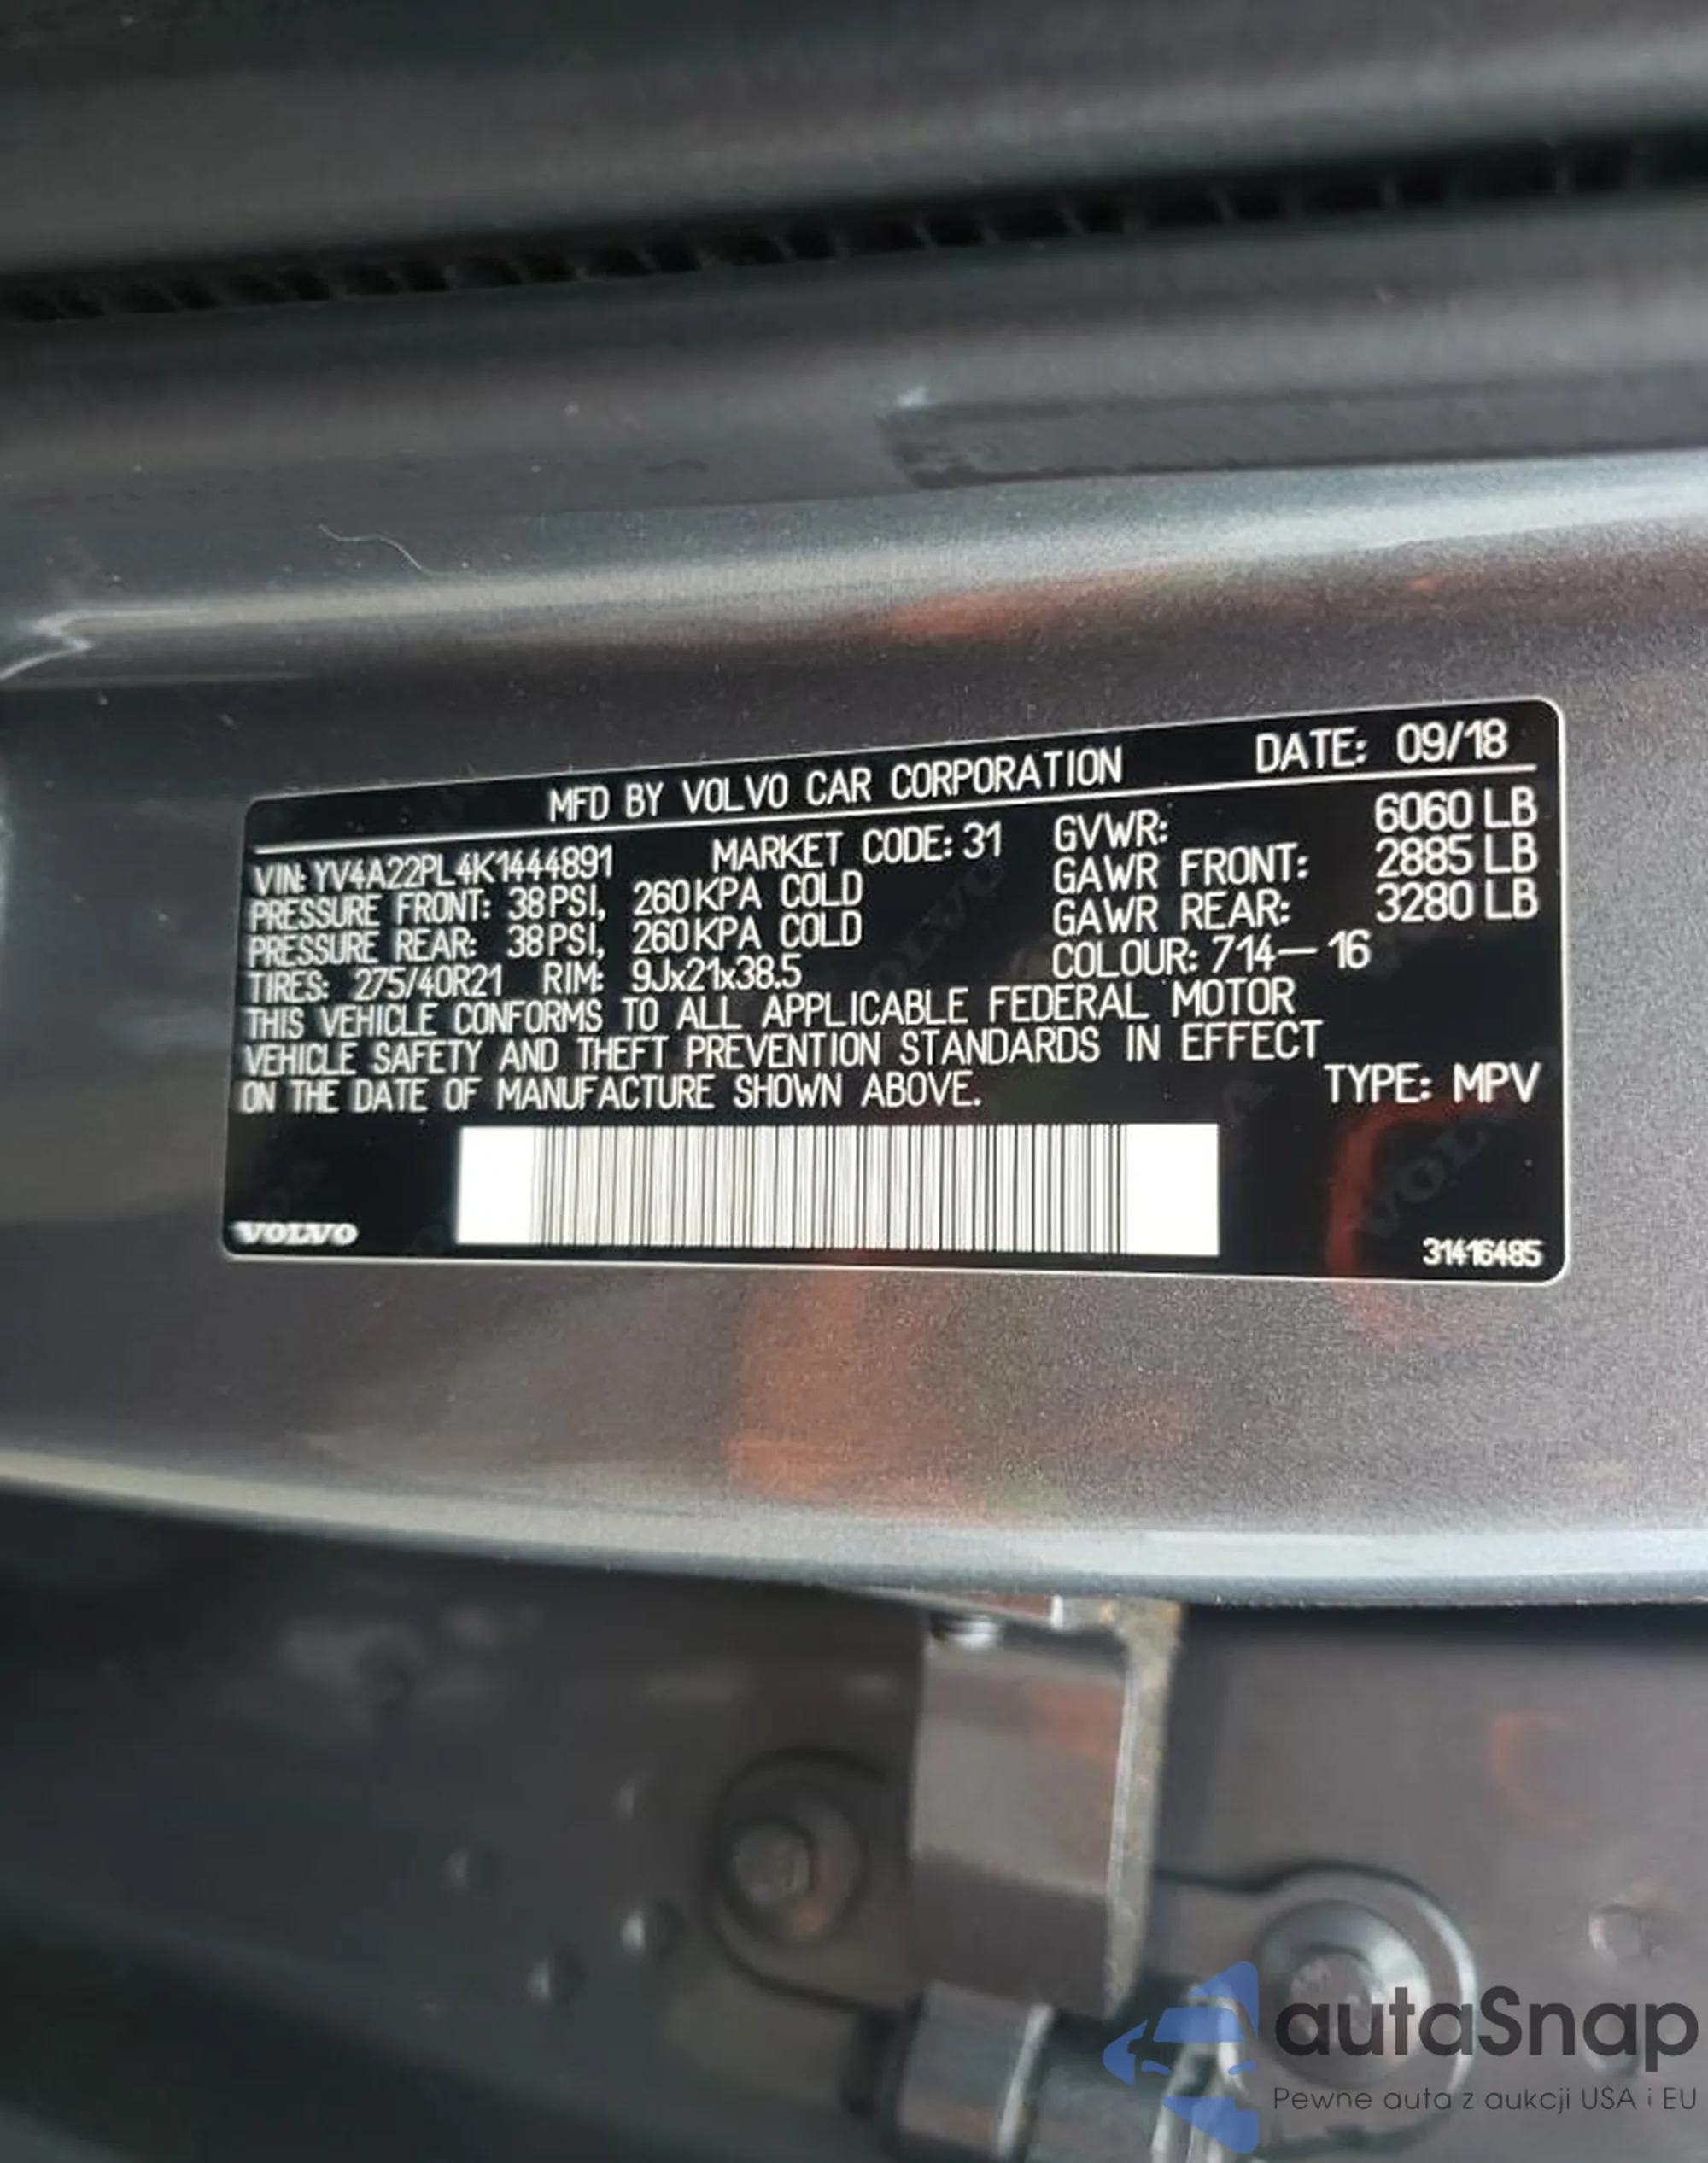 MFD BY VOLVO CAR CORPORATION DATE: 09/18
VIN: YV4A22PL4K1444891 MARKET CODE: 31 GVWR: 6060 LB
PRESSURE FRONT: 38 PSI, 260 KPA COLD GAWR FRONT: 2885 LB
PRESSURE REAR: 38 PSI, 260 KPA COLD GAWR REAR: 3280 LB
TIRES: 275/40R21 RIM: 9Jx21x38.5 COLOUR: 714-16
THIS VEHICLE CONFORMS TO ALL APPLICABLE FEDERAL MOTOR
VEHICLE SAFETY AND THEFT PREVENTION STANDARDS IN EFFECT
ON THE DATE OF MANUFACTURE SHOWN ABOVE. TYPE: MPV
VOLVO 31416485
autaSnap
Pewne auta z aukcji USA i EU